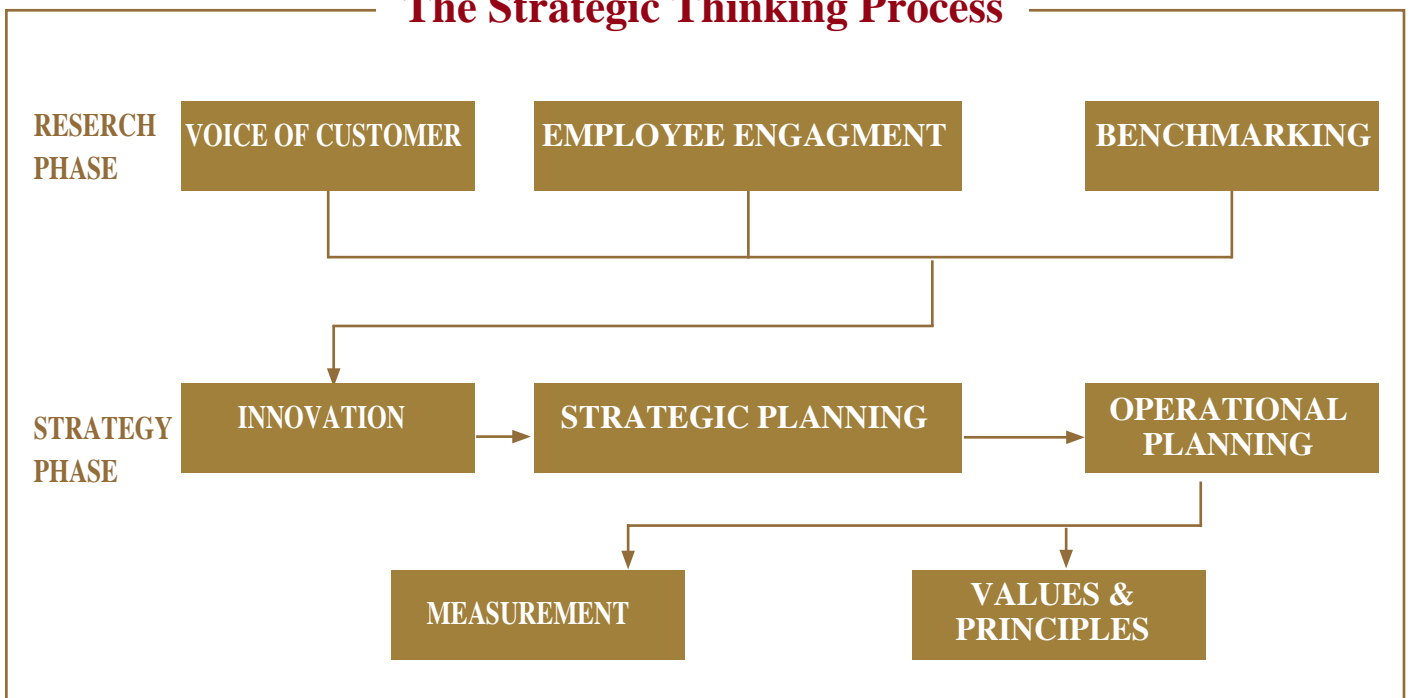 The Strategic Thinking Process
RESERCH
PHASE
VOICE OF CUSTOMER
EMPLOYEE ENGAGMENT
BENCHMARKING
STRATEGY
PHASE
INNOVATION
STRATEGIC PLANNING
OPERATIONAL
PLANNING
MEASUREMENT
VALUES &
PRINCIPLES